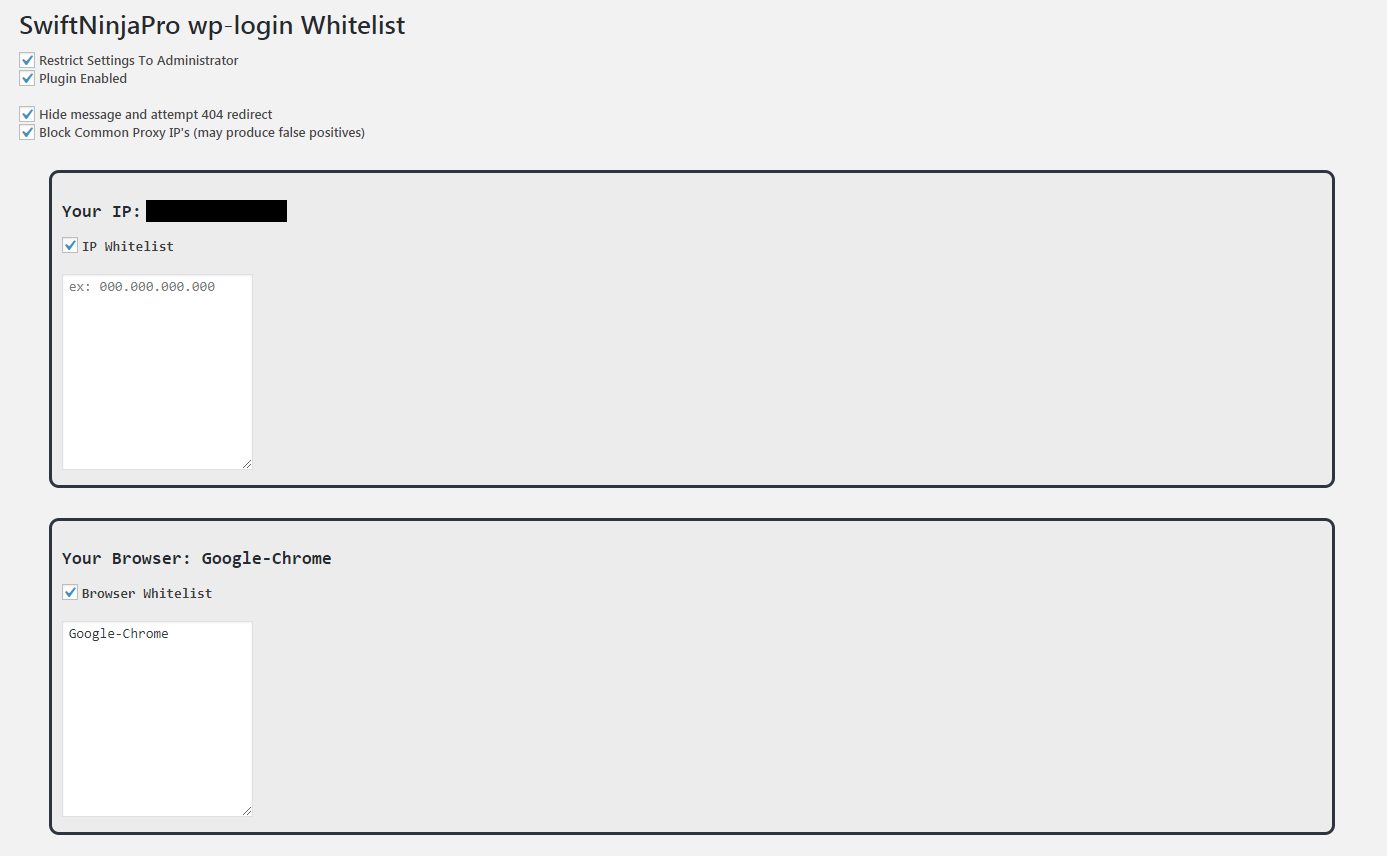 SwiftNinjaPro wp-login Whitelist
Restrict Settings To Administrator
Plugin Enabled
Hide message and attempt 404 redirect
Block Common Proxy IP's (may produce false positives)
Your IP:
IP Whitelist
ex: 000.000.000.000
Your Browser: Google-Chrome
Browser Whitelist
Google-Chrome